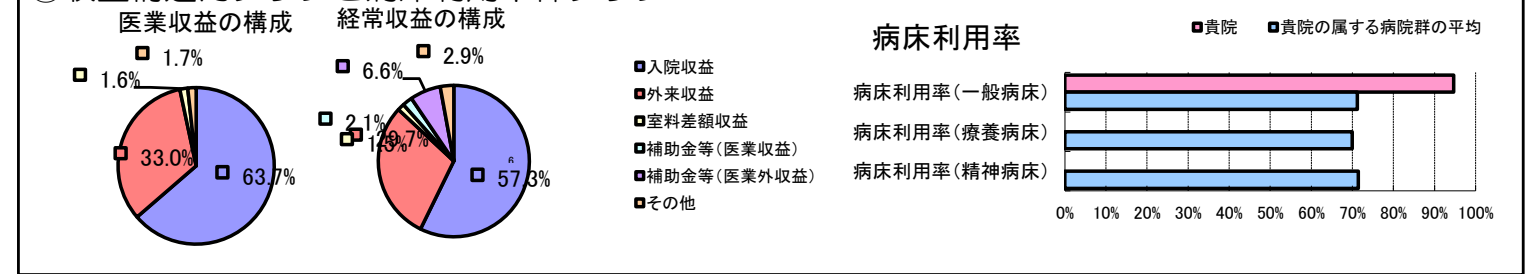 医業収益の構成
1.7%
1.6%
33.0%
63.7%
経常収益の構成
2.9%
6.6%
2.1%
1.5%
29.7%
57.3%
入院収益
外来収益
室料差額収益
補助金等(医業収益)
補助金等(医業外収益)
その他
病床利用率
貴院
貴院の属する病院群の平均
病床利用率(一般病床)
病床利用率(療養病床)
病床利用率(精神病床)
0% 10% 20% 30% 40% 50% 60% 70% 80% 90% 100%